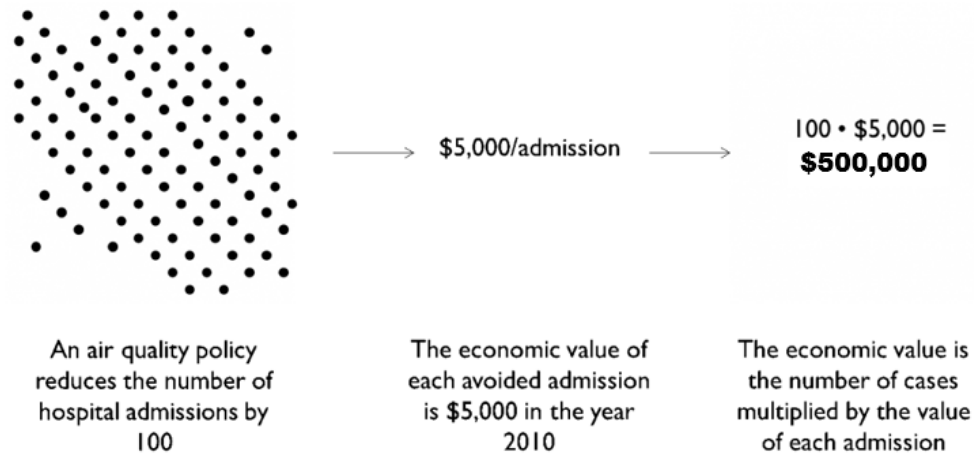 $5,000/admission
100 • $5,000 =
$500,000
An air quality policy
reduces the number of
hospital admissions by
100
The economic value of
each avoided admission
is $5,000 in the year
2010
The economic value is
the number of cases
multiplied by the value
of each admission